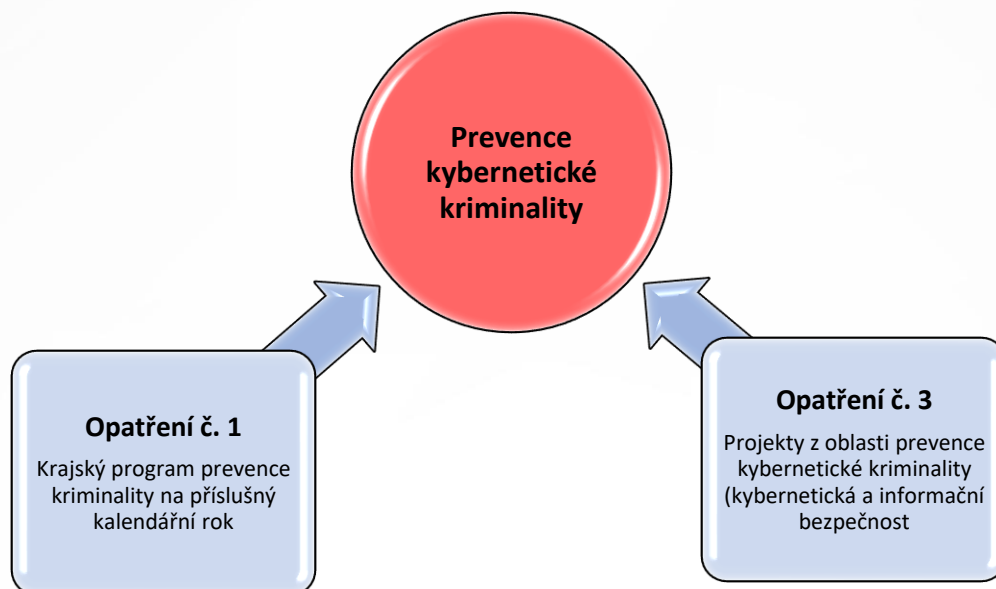 Prevence
kybernetické
kriminality
Opatření č. 1
Krajský program prevence
kriminality na příslušný
kalendářní rok
Opatření č. 3
Projekty z oblasti prevence
kybernetické kriminality
(kybernetická a informační
bezpečnost